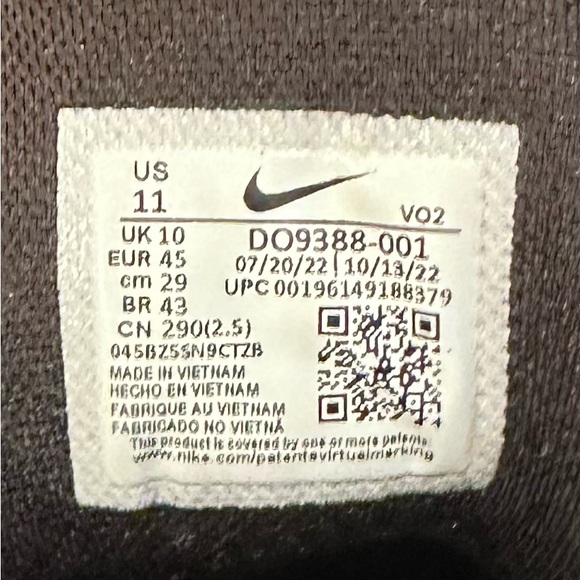 US
11
VO2
UK 10
DO9388-001
EUR 45
07/20/22 | 10/13/22
cm 29
UPC 00196149188379
BR 43
CN 290(2.5)
MADE IN VIETNAM
HECHO EN VIETNAM
FABRIQUE AU VIETNAM
FABRICADO NO VIETNÃ
This product is covered by one or more patents.
www.nike.com/patentsvirtualmarking